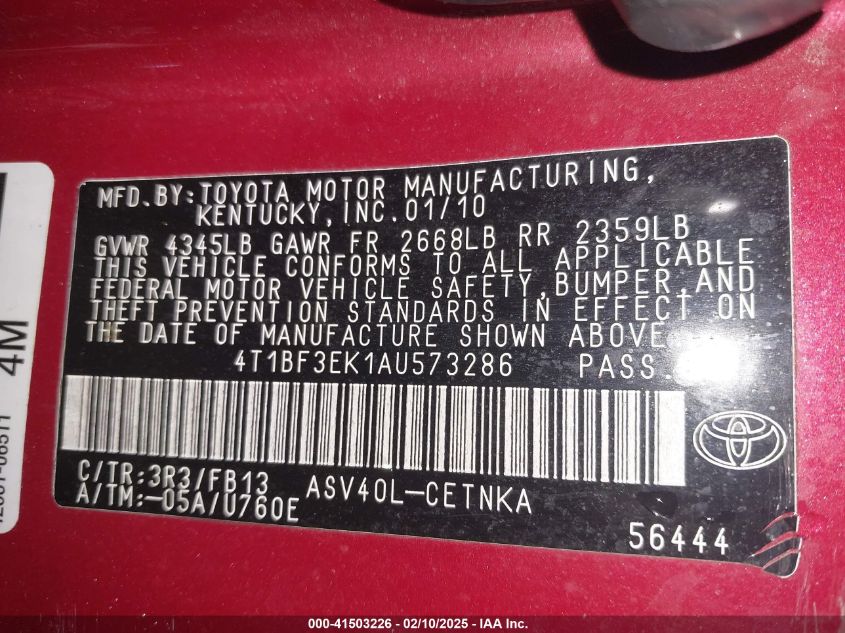 MFD.BY:TOYOTA MOTOR MANUFACTURING,
KENTUCKY,INC.01/10
GVWR 4345LB GAWR FR 2668LB RR 2359LB
THIS VEHICLE CONFORMS TO ALL APPLICABLE
FEDERAL MOTOR VEHICLE SAFETY,BUMPER,AND
THEFT PREVENTION STANDARDS IN EFFECT ON
THE DATE OF MANUFACTURE SHOWN ABOVE.
4T1BF3EK1AU573286 PASS.
C/TR:3R3/FB13 ASV40L-CETNKA
A/TM:-05A/U760E
56444
4M
000-41503226 - 02/10/2025 - IAA Inc.